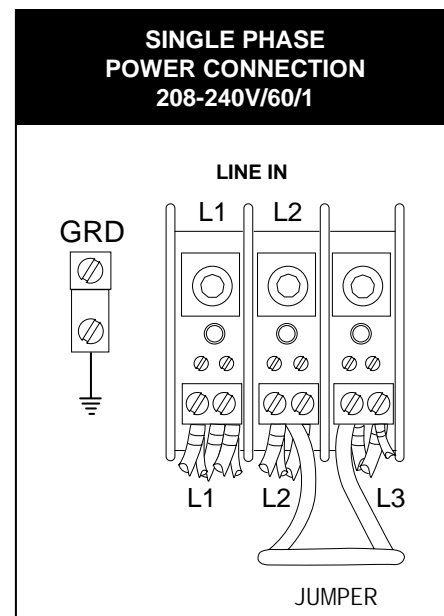 SINGLE PHASE
POWER CONNECTION
208-240V/60/1
LINE IN
L1 L2
GRD
L1 L2 L3
JUMPER